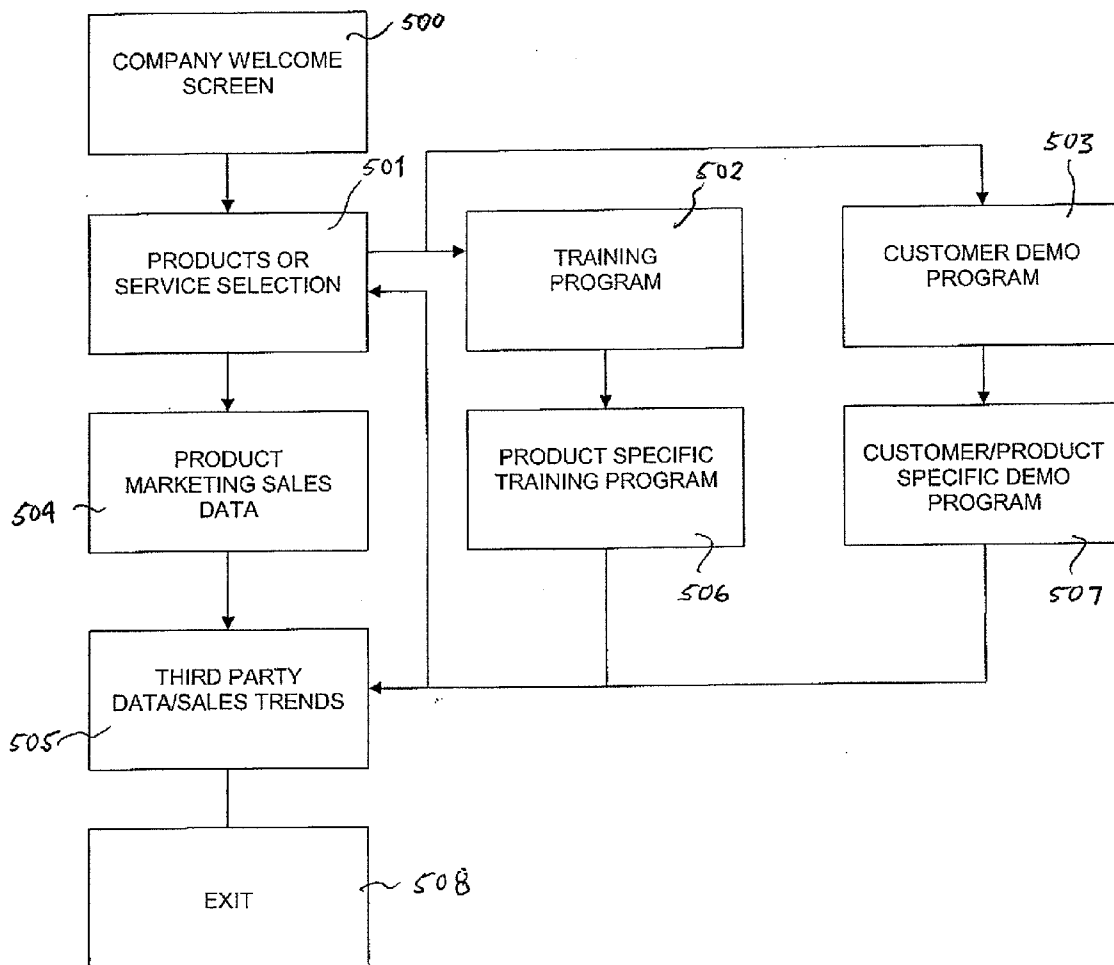 500
COMPANY WELCOME
SCREEN
501
502
503
PRODUCTS OR
SERVICE SELECTION
TRAINING
PROGRAM
CUSTOMER DEMO
PROGRAM
PRODUCT
MARKETING SALES
DATA
504
PRODUCT SPECIFIC
TRAINING PROGRAM
506
CUSTOMER/PRODUCT
SPECIFIC DEMO
PROGRAM
507
THIRD PARTY
DATA/SALES TRENDS
505
EXIT
508